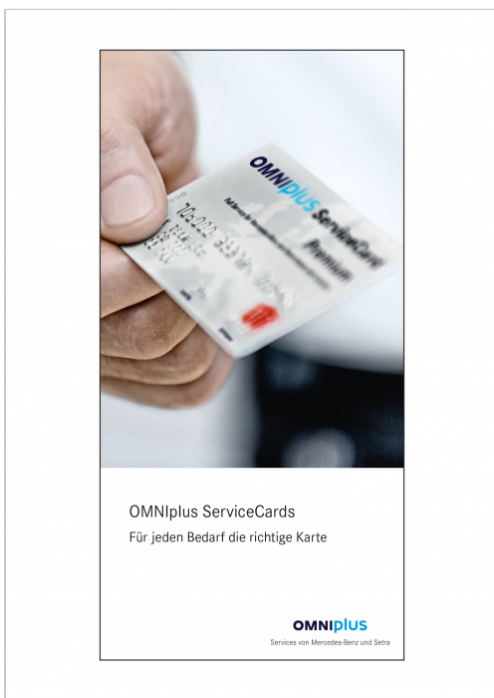 OMNIplus ServiceCard
Premium
OMNIplus ServiceCards
Für jeden Bedarf die richtige Karte
OMNIplus
Services von Mercedes-Benz und Setra